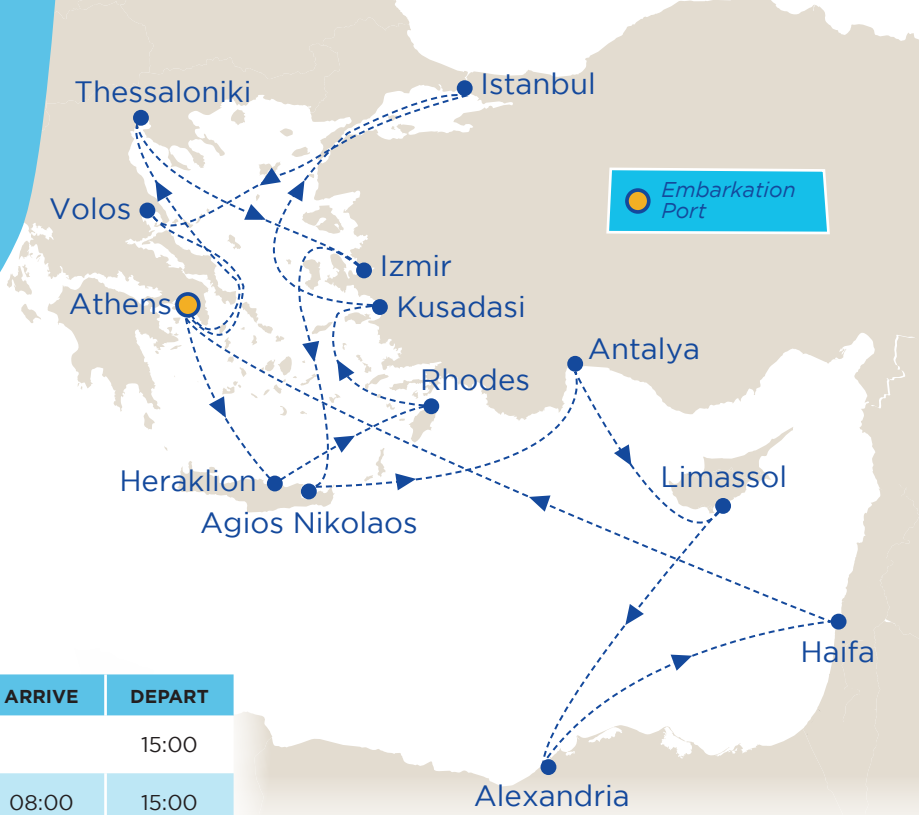 Istanbul
Thessaloniki
Embarkation
Port
Volos
Izmir
Athens
Kusadasi
Antalya
Rhodes
Limassol
Heraklion
Agios Nikolaos
Haifa
ARRIVE DEPART
15:00
08:00 15:00
Alexandria